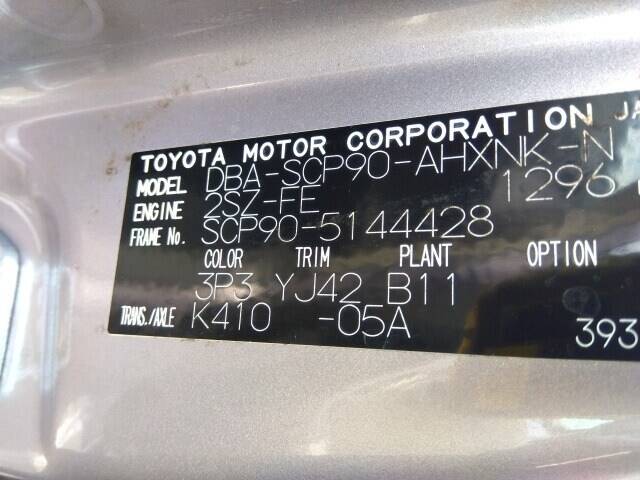 TOYOTA MOTOR CORPORATION JA
MODEL DBA-SCP90-AHXNK-N
ENGINE 2SZ-FE 1296
FRAME No. SCP90-5144428
COLOR TRIM PLANT OPTION
3P3 YJ42 B11
TRANS./AXLE K410 -05A
393